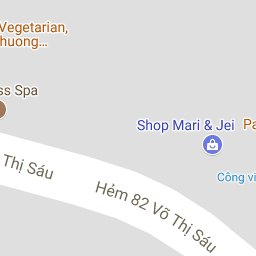 Vegetarian,
huong...
ss Spa
Shop Mari & Jei
Pa
Công vi
Thị Sáu
Hẻm 82 Võ Thị Sáu